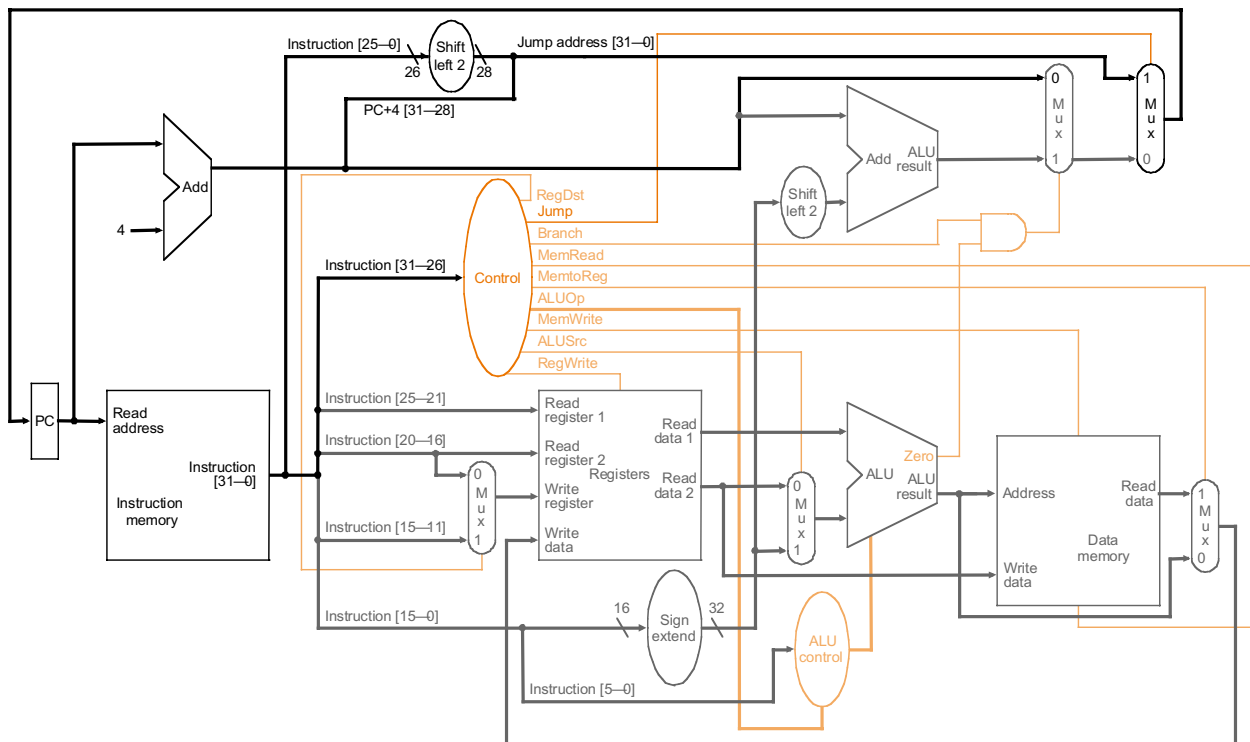 Instruction [25—0]
Shift
left 2
Jump address [31—0]
26
28
PC+4 [31—28]
0
M
u
x
1
1
M
u
x
0
Add
ALU
result
Add
4
Shift
left 2
RegDst
Jump
Branch
MemRead
MemtoReg
ALUOp
MemWrite
ALUSrc
RegWrite
Control
Instruction [31—26]
PC
Read
address
Instruction
[31—0]
Instruction
memory
Instruction [25—21]
Instruction [20—16]
Instruction [15—11]
0
M
u
x
1
Read
register 1
Read
register 2
Write
register
Write
data
Registers
Read
data 1
Read
data 2
0
M
u
x
1
Zero
ALU
ALU
result
Address
Write
data
Read
data
Data
memory
1
M
u
x
0
Instruction [15—0]
16
Sign
extend
32
ALU
control
Instruction [5—0]